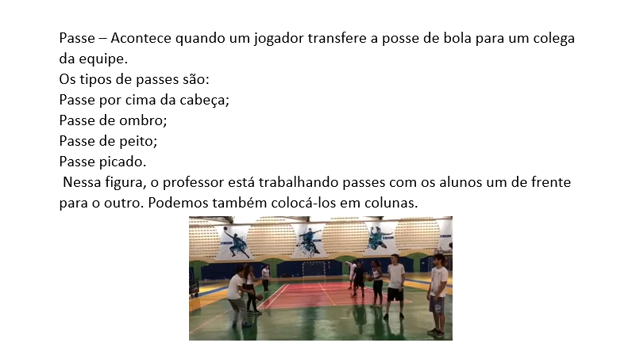 Passe – Acontece quando um jogador transfere a posse de bola para um colega
da equipe.
Os tipos de passes são:
Passe por cima da cabeça;
Passe de ombro;
Passe de peito;
Passe picado.
Nessa figura, o professor está trabalhando passes com os alunos um de frente
para o outro. Podemos também colocá-los em colunas.